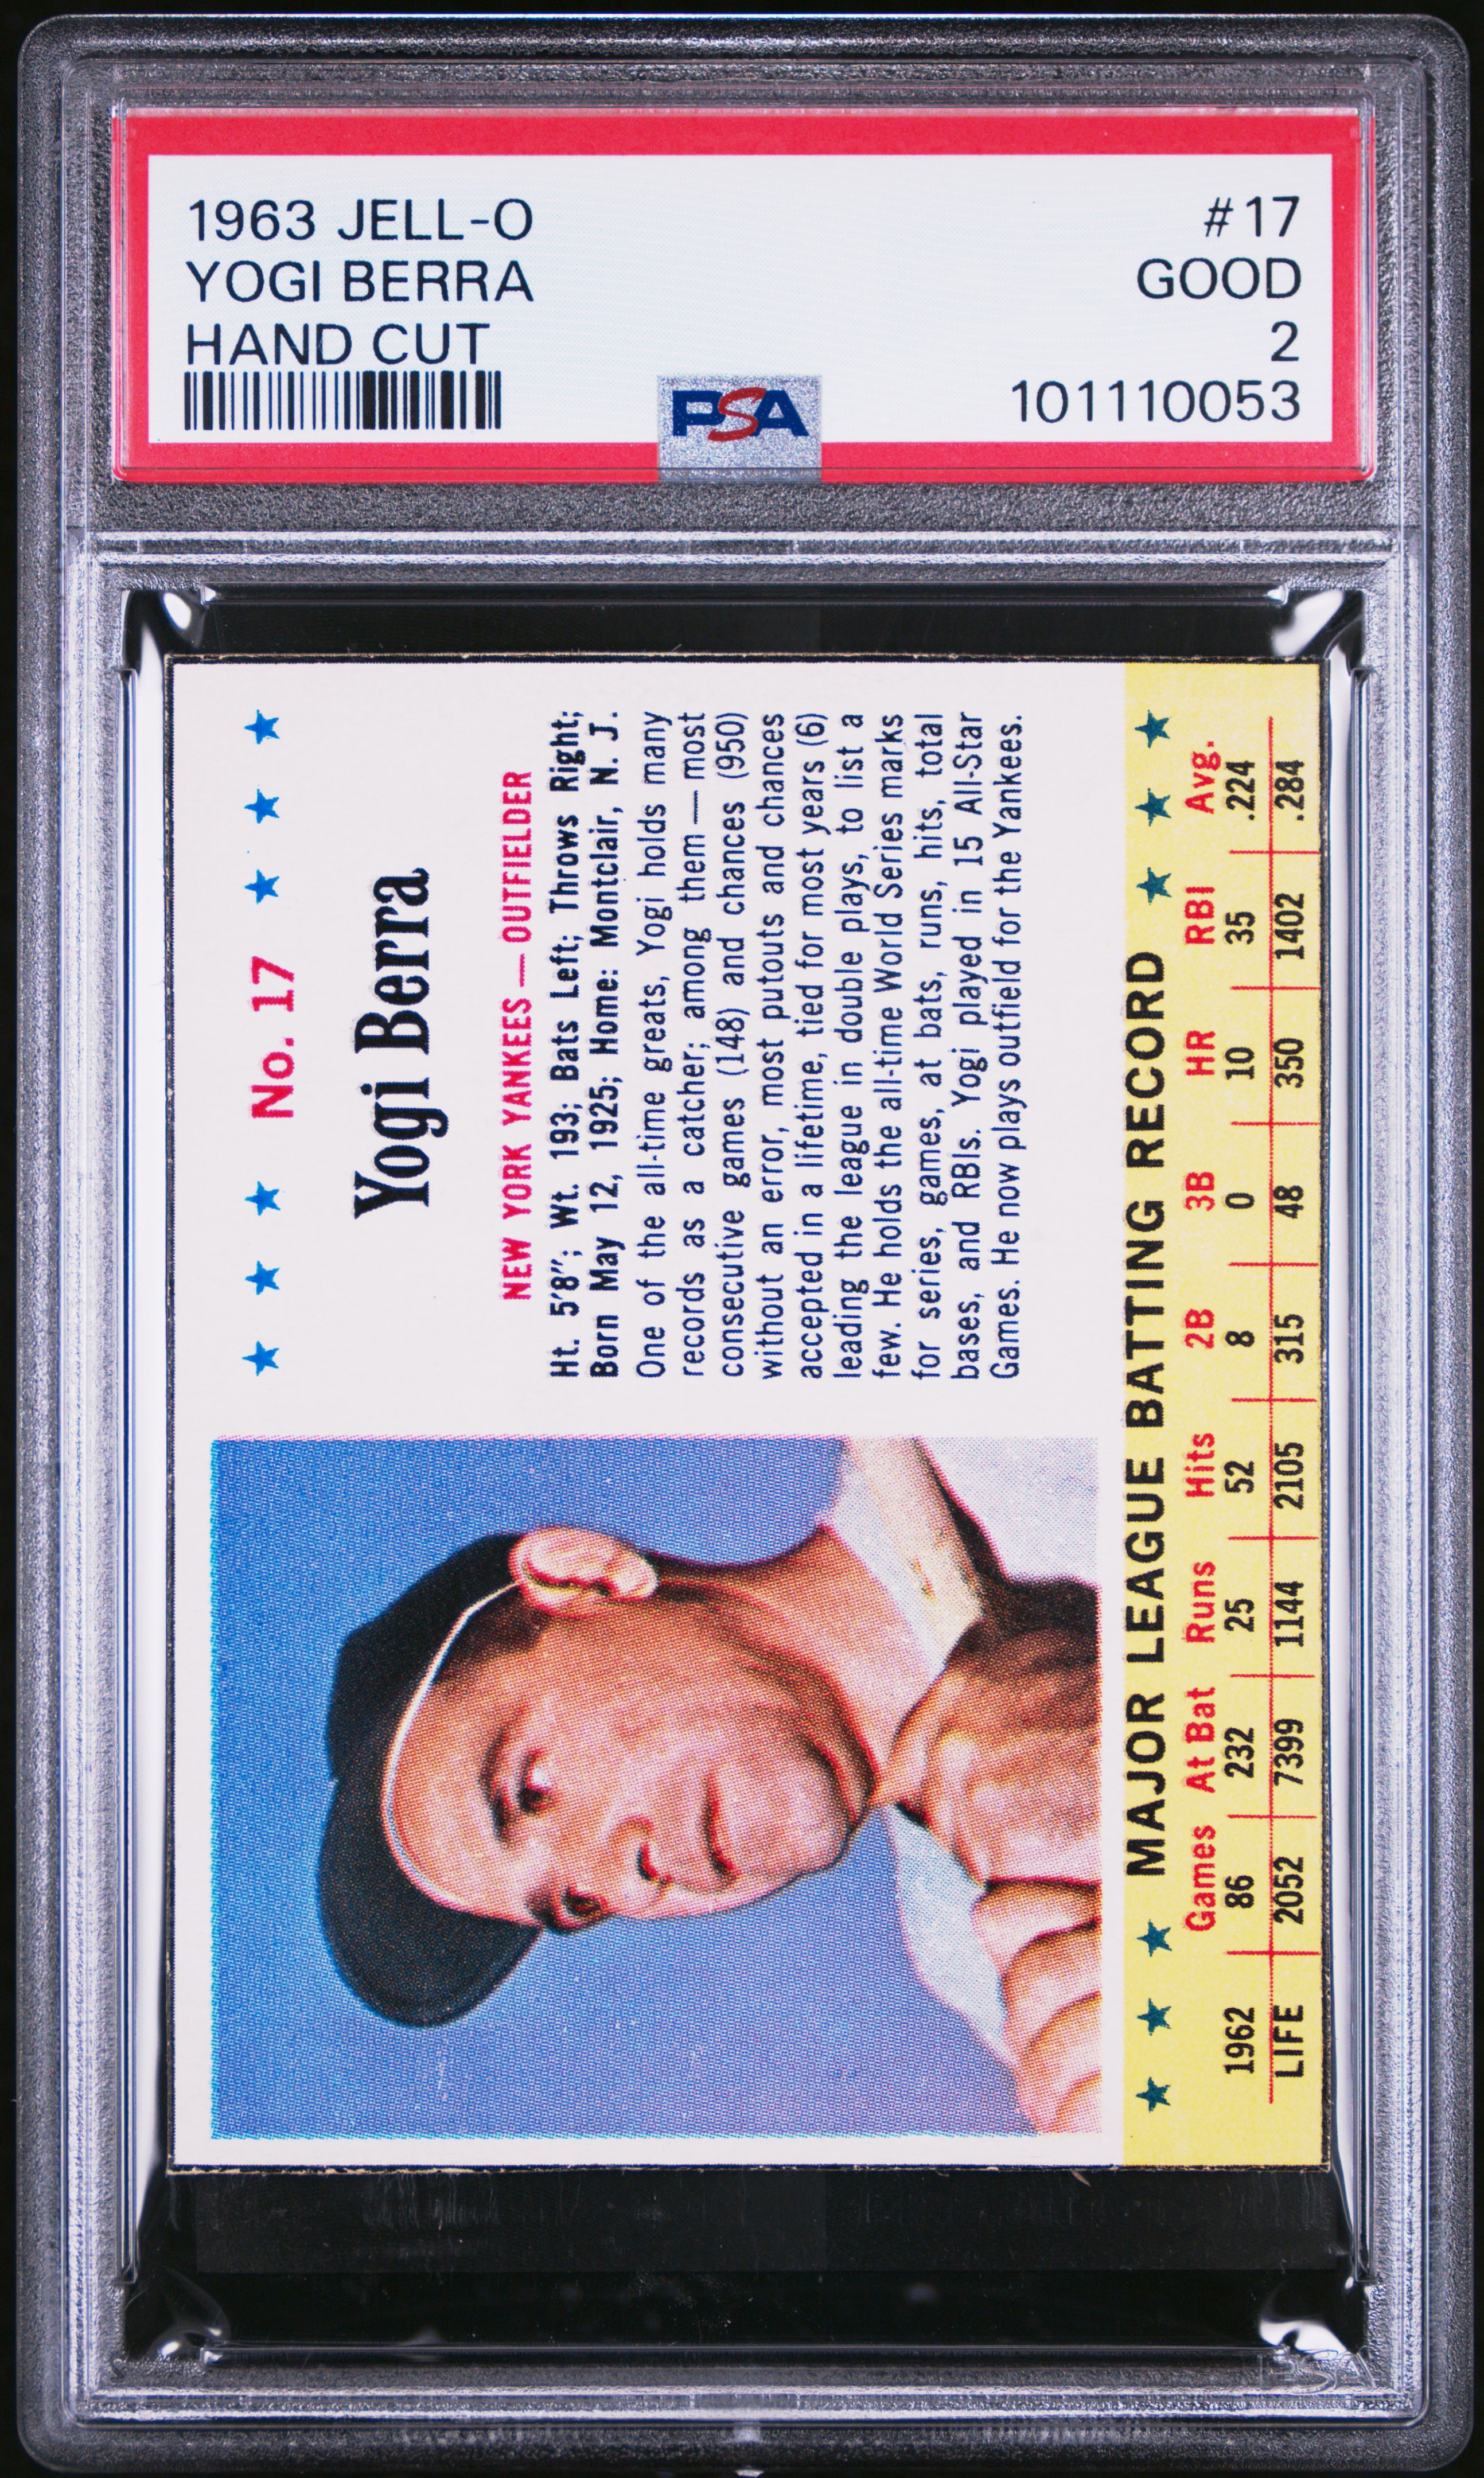 1963 JELL-O #17
YOGI BERRA GOOD
HAND CUT 2
PSA 101110053
No. 17
Yogi Berra
NEW YORK YANKEES — OUTFIELDER
Ht. 5'8"; Wt. 193; Bats Left; Throws Right;
Born May 12, 1925; Home: Montclair, N. J.
One of the all-time greats, Yogi holds many
records as a catcher; among them — most
consecutive games (148) and chances (950)
without an error, most putouts and chances
accepted in a lifetime, tied for most years (6)
leading the league in double plays, to list a
few. He holds the all-time World Series marks
for series, games, at bats, runs, hits, total
bases, and RBIs. Yogi played in 15 All-Star
Games. He now plays outfield for the Yankees.
MAJOR LEAGUE BATTING RECORD
Games At Bat Runs Hits 2B 3B HR RBI Avg.
1962 86 232 25 52 8 0 10 35 .224
LIFE 2052 7399 1144 2105 315 48 350 1402 .284
PSA